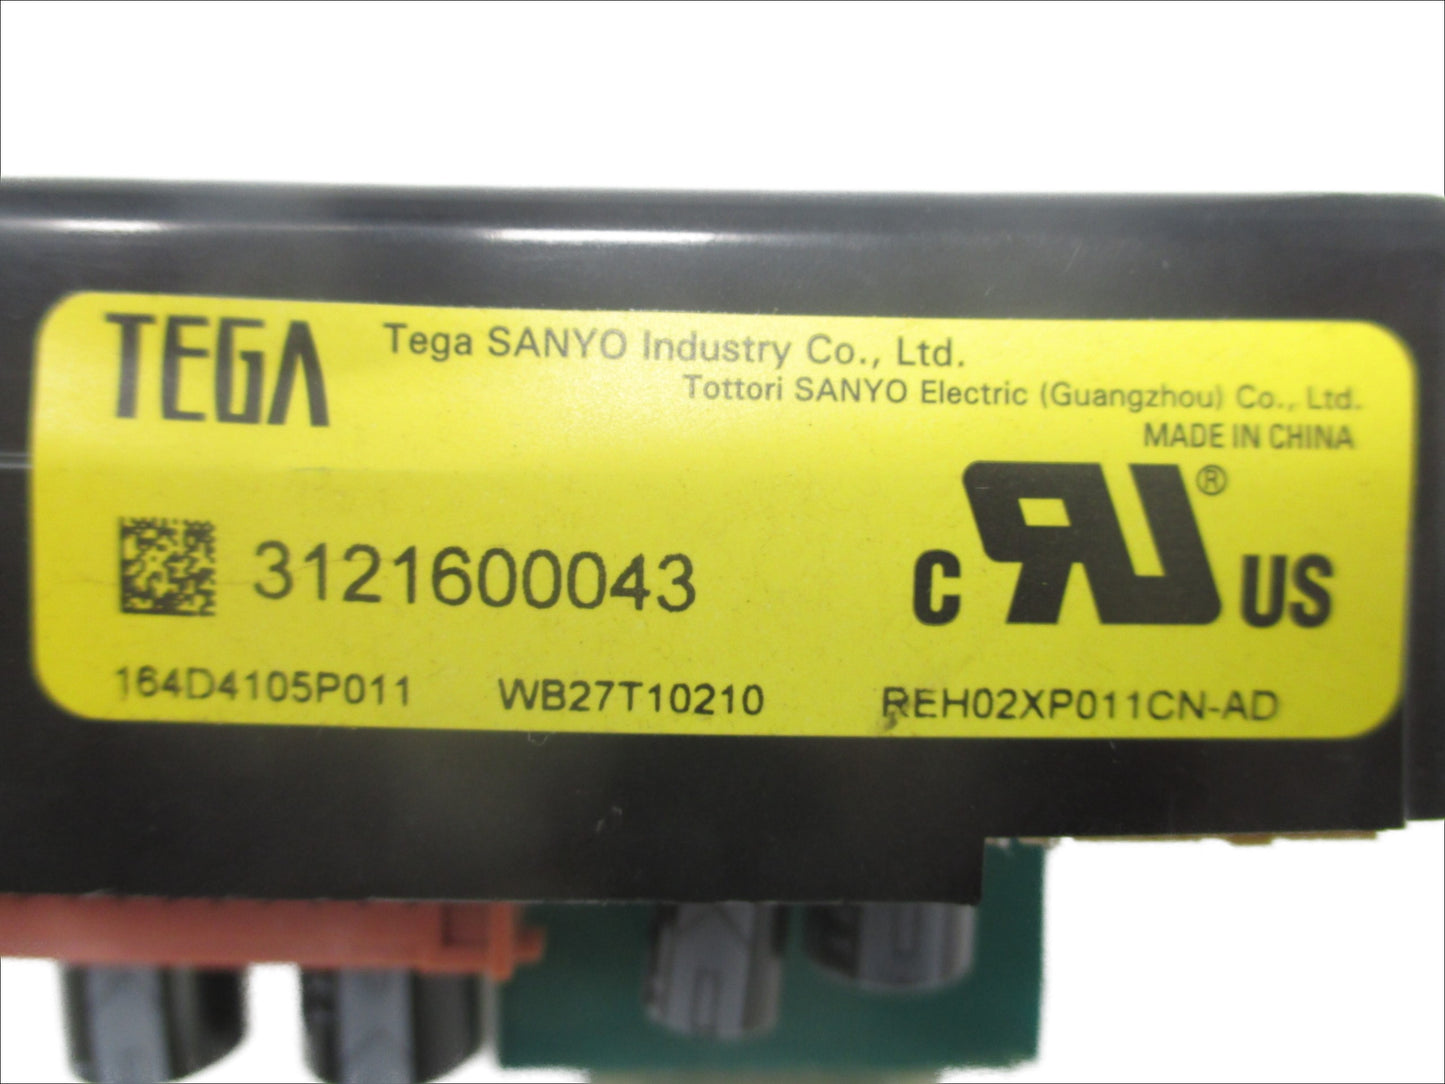 TEGA
Tega SANYO Industry Co., Ltd.
Tottori SANYO Electric (Guangzhou) Co., Ltd.
MADE IN CHINA
3121600043
C RU® US
164D4105P011 WB27T10210 REH02XP011CN-AD